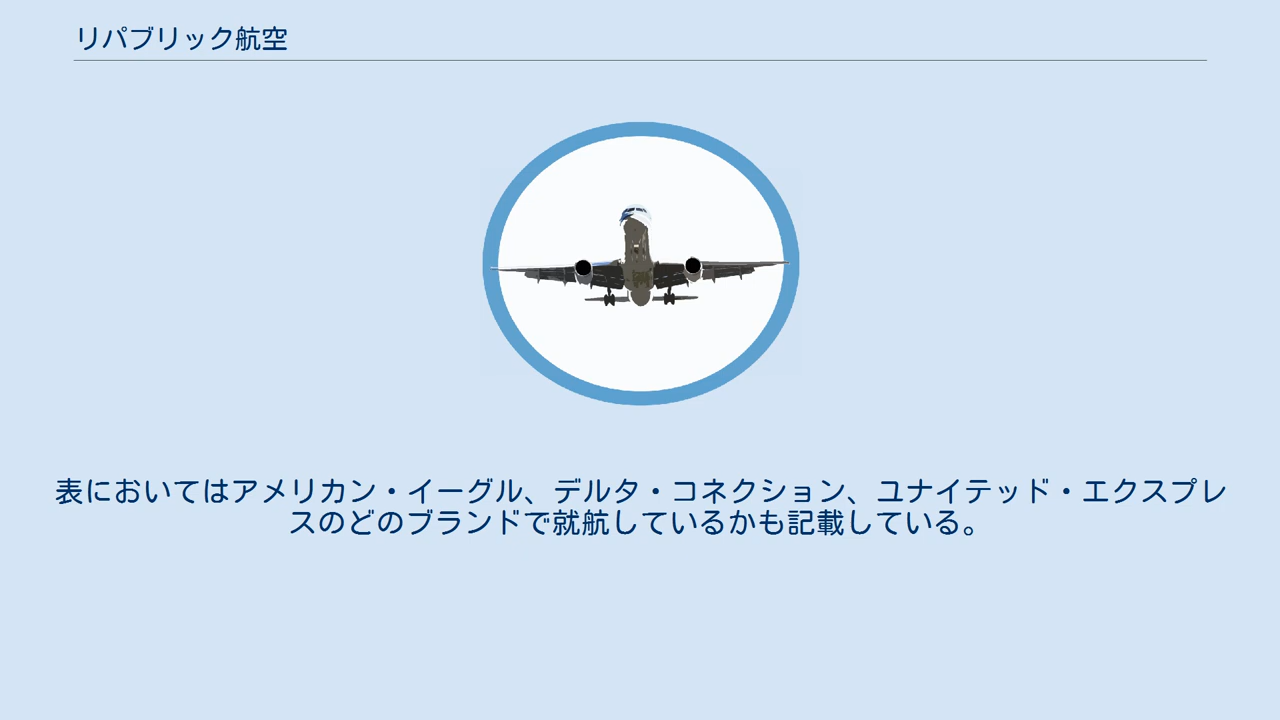 リパブリック航空
表においてはアメリカン・イーグル、デルタ・コネクション、ユナイテッド・エクスプレ
スのどのブランドで就航しているかも記載している。